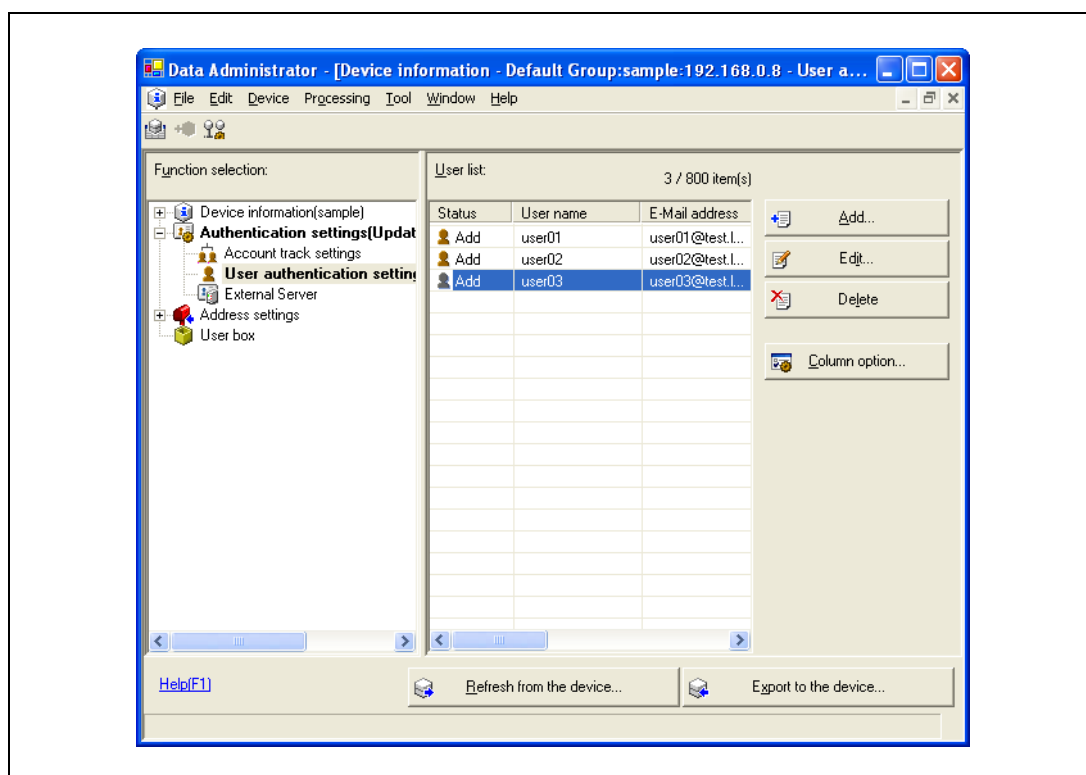 Data Administrator - [Device information - Default Group:sample:192.168.0.8 - User a...
File Edit Device Processing Tool Window Help
Function selection:
Device information(sample)
Authentication settings(Updat
Account track settings
User authentication setting
External Server
Address settings
User box
User list:
3 / 800 item(s)
Status User name E-Mail address
Add user01 user01@test.l...
Add user02 user02@test.l...
Add user03 user03@test.l...
Add...
Edit...
Delete
Column option...
Help(F1)
Refresh from the device...
Export to the device...